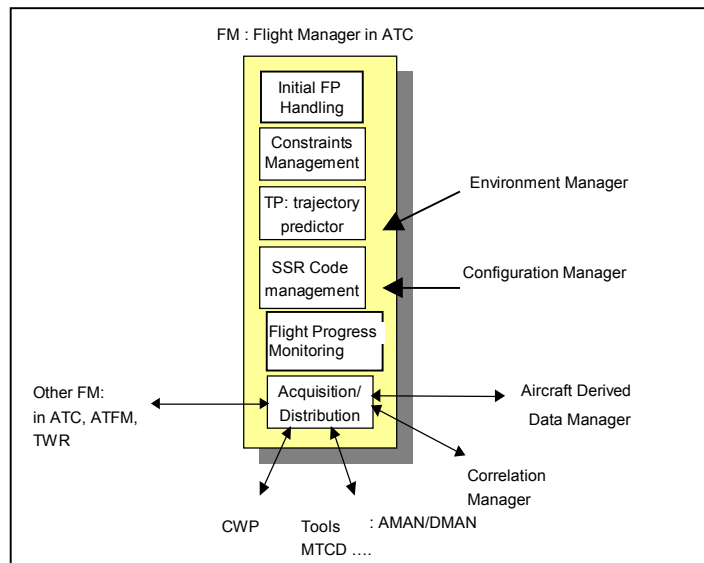 FM : Flight Manager in ATC
Initial FP
Handling
Constraints
Management
TP: trajectory
predictor
SSR Code
management
Flight Progress
Monitoring
Acquisition/
Distribution
Environment Manager
Configuration Manager
Other FM:
in ATC, ATFM,
TWR
Aircraft Derived
Data Manager
Correlation
Manager
CWP
Tools : AMAN/DMAN
MTCD ....